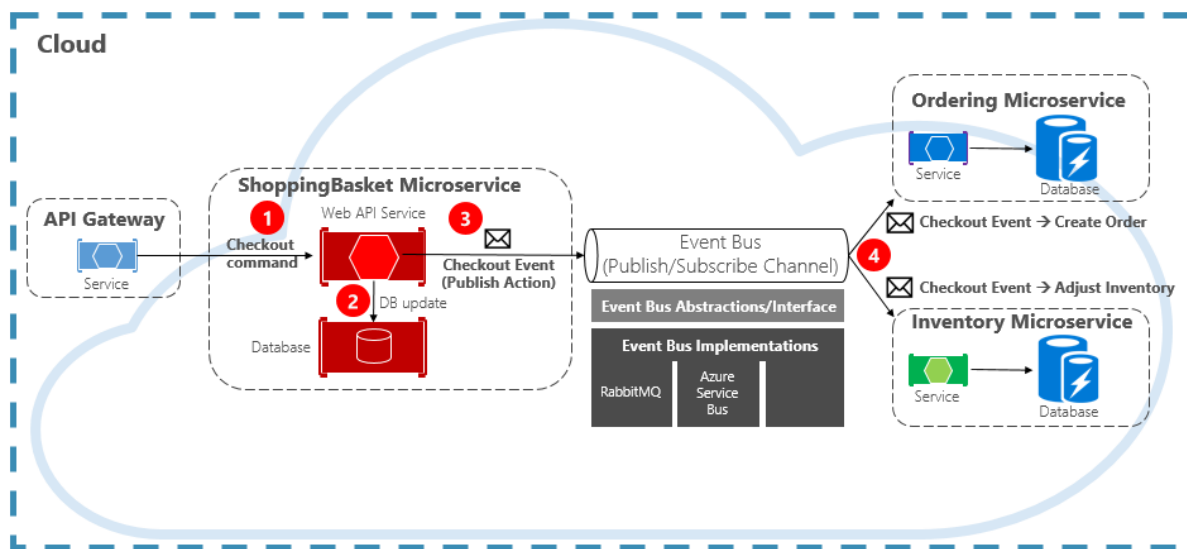 Cloud
API Gateway
Service
ShoppingBasket Microservice
Web API Service
1
Checkout
command
2
DB update
Database
3
Checkout Event
(Publish Action)
Event Bus
(Publish/Subscribe Channel)
Event Bus Abstractions/Interface
Event Bus Implementations
RabbitMQ
Azure
Service
Bus
4
Ordering Microservice
Service
Database
Checkout Event → Create Order
Checkout Event → Adjust Inventory
Inventory Microservice
Service
Database